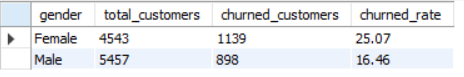 gender total_customers churned_customers churned_rate
Female 4543 1139 25.07
Male 5457 898 16.46